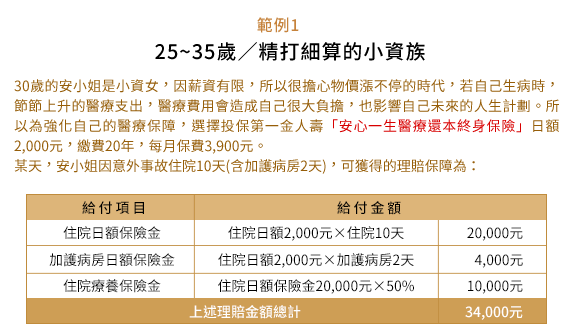 範例1
25~35歲／精打細算的小資族
30歲的安小姐是小資女，因薪資有限，所以很擔心物價漲不停的時代，若自己生病時，
節節上升的醫療支出，醫療費用會造成自己很大負擔，也影響自己未來的人生計劃。所
以為強化自己的醫療保障，選擇投保第一金人壽「安心一生醫療還本終身保險」日額
2,000元，繳費20年，每月保費3,900元。
某天，安小姐因意外事故住院10天(含加護病房2天)，可獲得的理賠保障為：
給付項目 給付金額
住院日額保險金 住院日額2,000元×住院10天 20,000元
加護病房日額保險金 住院日額2,000元×加護病房2天 4,000元
住院療養保險金 住院日額保險金20,000元×50% 10,000元
上述理賠金額總計 34,000元